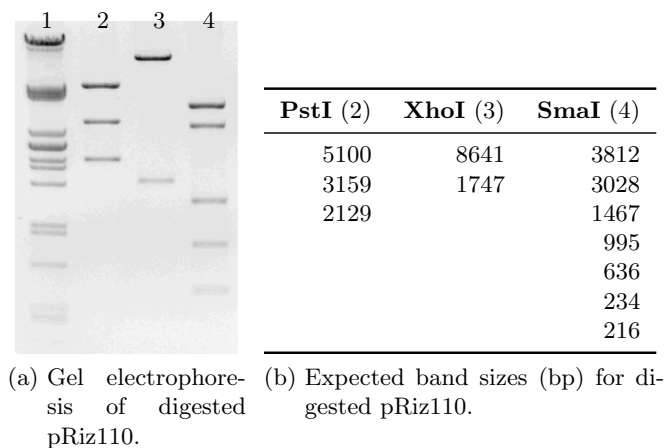 1 2 3 4
PstI (2) XhoI (3) SmaI (4)
5100 8641 3812
3159 1747 3028
2129 1467
995
636
234
216
(a) Gel electrophore-
sis of digested
pRiz110.
(b) Expected band sizes (bp) for di-
gested pRiz110.